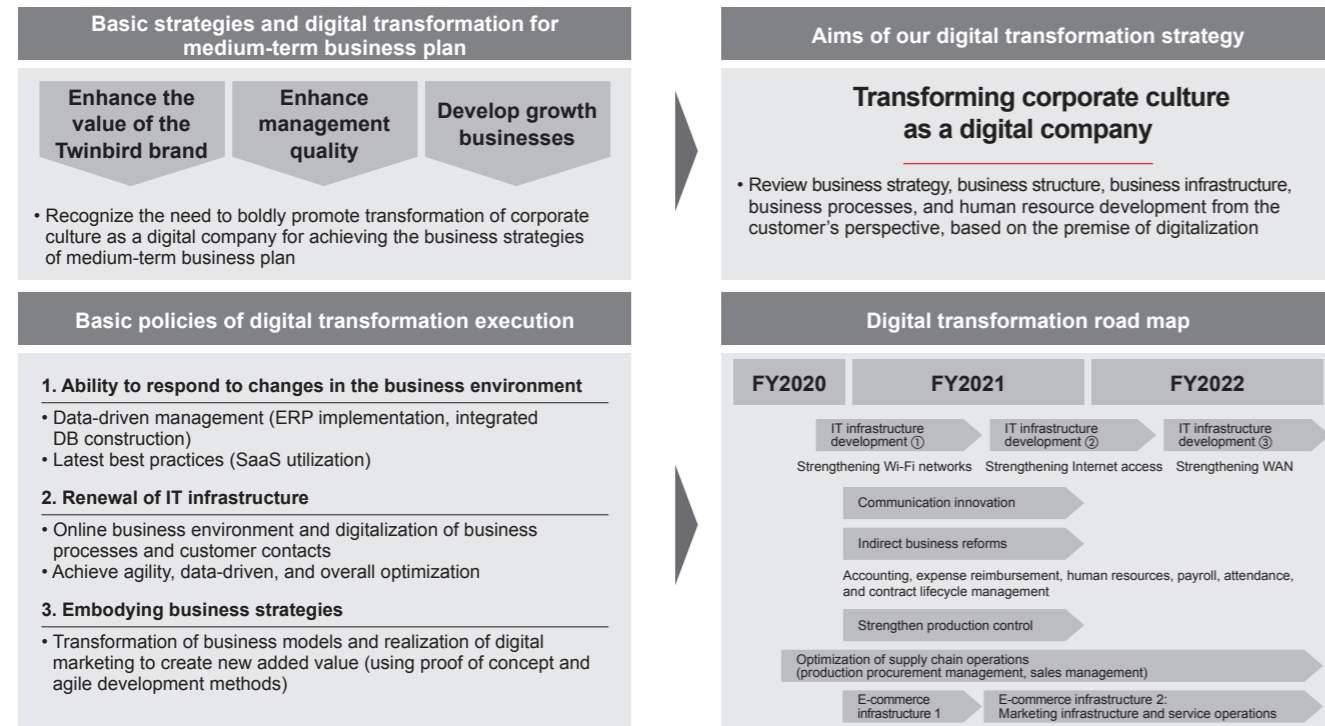 Basic strategies and digital transformation for
medium-term business plan
Enhance the
value of the
Twinbird brand
Enhance
management
quality
Develop growth
businesses
• Recognize the need to boldly promote transformation of corporate
culture as a digital company for achieving the business strategies
of medium-term business plan
Aims of our digital transformation strategy
Transforming corporate culture
as a digital company
• Review business strategy, business structure, business infrastructure,
business processes, and human resource development from the
customer’s perspective, based on the premise of digitalization
Basic policies of digital transformation execution
1. Ability to respond to changes in the business environment
• Data-driven management (ERP implementation, integrated
DB construction)
• Latest best practices (SaaS utilization)
2. Renewal of IT infrastructure
• Online business environment and digitalization of business
processes and customer contacts
• Achieve agility, data-driven, and overall optimization
3. Embodying business strategies
• Transformation of business models and realization of digital
marketing to create new added value (using proof of concept and
agile development methods)
Digital transformation road map
FY2020
FY2021
FY2022
IT infrastructure
development ①
IT infrastructure
development ②
IT infrastructure
development ③
Strengthening Wi-Fi networks
Strengthening Internet access
Strengthening WAN
Communication innovation
Indirect business reforms
Accounting, expense reimbursement, human resources, payroll, attendance,
and contract lifecycle management
Strengthen production control
Optimization of supply chain operations
(production procurement management, sales management)
E-commerce
infrastructure 1
E-commerce infrastructure 2:
Marketing infrastructure and service operations